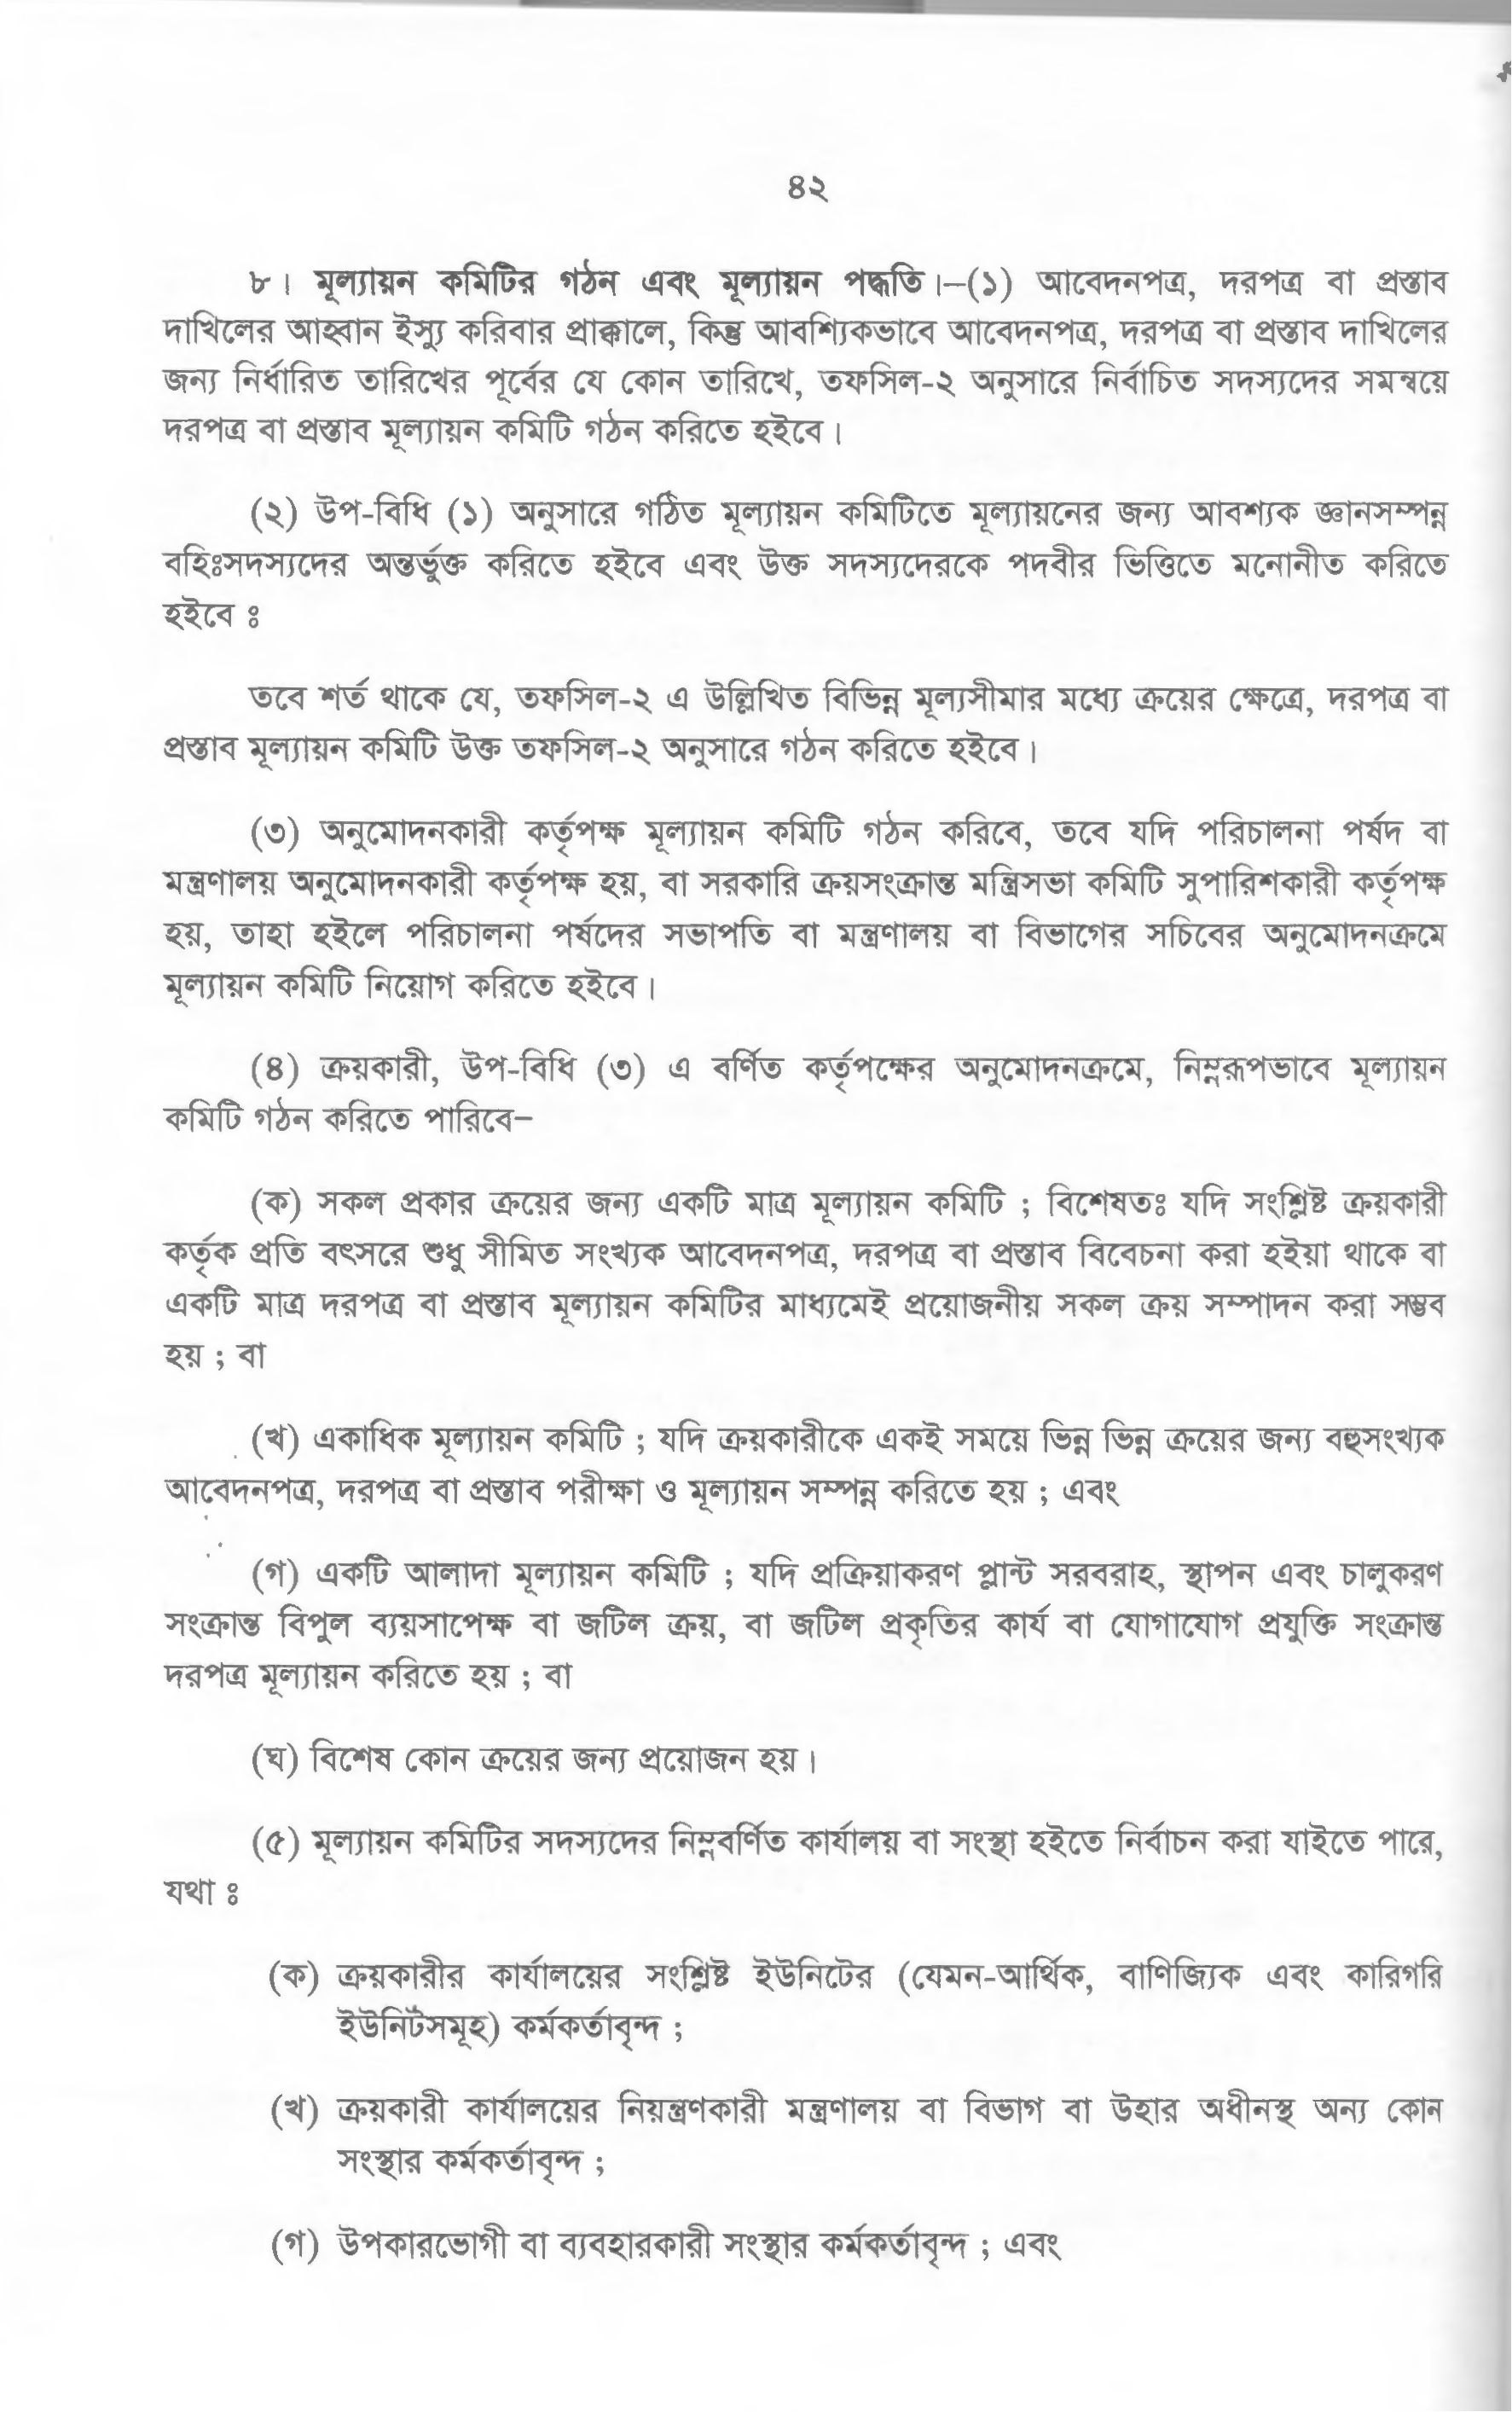 ৪২
৮। মূল্যায়ন কমিটির গঠন এবং মূল্যায়ন পদ্ধতি।–(১) আবেদনপত্র, দরপত্র বা প্রস্তাব
দাখিলের আহ্বান ইস্যু করিবার প্রাক্কালে, কিন্তু আবশ্যিকভাবে আবেদনপত্র, দরপত্র বা প্রস্তাব দাখিলের
জন্য নির্ধারিত তারিখের পূর্বের যে কোন তারিখে, তফসিল-২ অনুসারে নির্বাচিত সদস্যদের সমন্বয়ে
দরপত্র বা প্রস্তাব মূল্যায়ন কমিটি গঠন করিতে হইবে।
(২) উপ-বিধি (১) অনুসারে গঠিত মূল্যায়ন কমিটিতে মূল্যায়নের জন্য আবশ্যক জ্ঞানসম্পন্ন
বহিঃসদস্যদের অন্তর্ভুক্ত করিতে হইবে এবং উক্ত সদস্যদেরকে পদবীর ভিত্তিতে মনোনীত করিতে
হইবে ঃ
তবে শর্ত থাকে যে, তফসিল-২ এ উল্লিখিত বিভিন্ন মূল্যসীমার মধ্যে ক্রয়ের ক্ষেত্রে, দরপত্র বা
প্রস্তাব মূল্যায়ন কমিটি উক্ত তফসিল-২ অনুসারে গঠন করিতে হইবে।
(৩) অনুমোদনকারী কর্তৃপক্ষ মূল্যায়ন কমিটি গঠন করিবে, তবে যদি পরিচালনা পর্ষদ বা
মন্ত্রণালয় অনুমোদনকারী কর্তৃপক্ষ হয়, বা সরকারি ক্রয়সংক্রান্ত মন্ত্রিসভা কমিটি সুপারিশকারী কর্তৃপক্ষ
হয়, তাহা হইলে পরিচালনা পর্ষদের সভাপতি বা মন্ত্রণালয় বা বিভাগের সচিবের অনুমোদনক্রমে
মূল্যায়ন কমিটি নিয়োগ করিতে হইবে।
(৪) ক্রয়কারী, উপ-বিধি (৩) এ বর্ণিত কর্তৃপক্ষের অনুমোদনক্রমে, নিম্নরূপভাবে মূল্যায়ন
কমিটি গঠন করিতে পারিবে–
(ক) সকল প্রকার ক্রয়ের জন্য একটি মাত্র মূল্যায়ন কমিটি ; বিশেষতঃ যদি সংশ্লিষ্ট ক্রয়কারী
কর্তৃক প্রতি বৎসরে শুধু সীমিত সংখ্যক আবেদনপত্র, দরপত্র বা প্রস্তাব বিবেচনা করা হইয়া থাকে বা
একটি মাত্র দরপত্র বা প্রস্তাব মূল্যায়ন কমিটির মাধ্যমেই প্রয়োজনীয় সকল ক্রয় সম্পাদন করা সম্ভব
হয় ; বা
(খ) একাধিক মূল্যায়ন কমিটি ; যদি ক্রয়কারীকে একই সময়ে ভিন্ন ভিন্ন ক্রয়ের জন্য বহুসংখ্যক
আবেদনপত্র, দরপত্র বা প্রস্তাব পরীক্ষা ও মূল্যায়ন সম্পন্ন করিতে হয় ; এবং
(গ) একটি আলাদা মূল্যায়ন কমিটি ; যদি প্রক্রিয়াকরণ প্লান্ট সরবরাহ, স্থাপন এবং চালুকরণ
সংক্রান্ত বিপুল ব্যয়সাপেক্ষ বা জটিল ক্রয়, বা জটিল প্রকৃতির কার্য বা যোগাযোগ প্রযুক্তি সংক্রান্ত
দরপত্র মূল্যায়ন করিতে হয় ; বা
(ঘ) বিশেষ কোন ক্রয়ের জন্য প্রয়োজন হয়।
(৫) মূল্যায়ন কমিটির সদস্যদের নিম্নবর্ণিত কার্যালয় বা সংস্থা হইতে নির্বাচন করা যাইতে পারে,
যথা ঃ
(ক) ক্রয়কারীর কার্যালয়ের সংশ্লিষ্ট ইউনিটের (যেমন-আর্থিক, বাণিজ্যিক এবং কারিগরি
ইউনিটসমূহ) কর্মকর্তাবৃন্দ ;
(খ) ক্রয়কারী কার্যালয়ের নিয়ন্ত্রণকারী মন্ত্রণালয় বা বিভাগ বা উহার অধীনস্থ অন্য কোন
সংস্থার কর্মকর্তাবৃন্দ ;
(গ) উপকারভোগী বা ব্যবহারকারী সংস্থার কর্মকর্তাবৃন্দ ; এবং